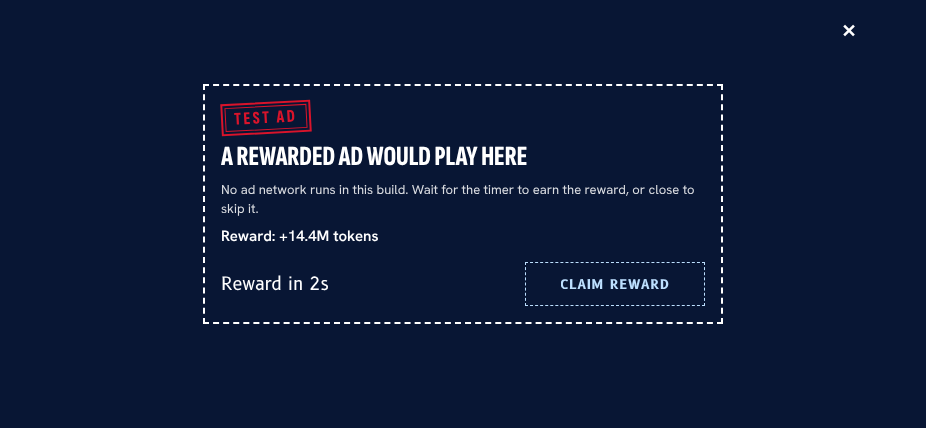 ×
TEST AD
A REWARDED AD WOULD PLAY HERE
No ad network runs in this build. Wait for the timer to earn the reward, or close to
skip it.
Reward: +14.4M tokens
Reward in 2s
CLAIM REWARD